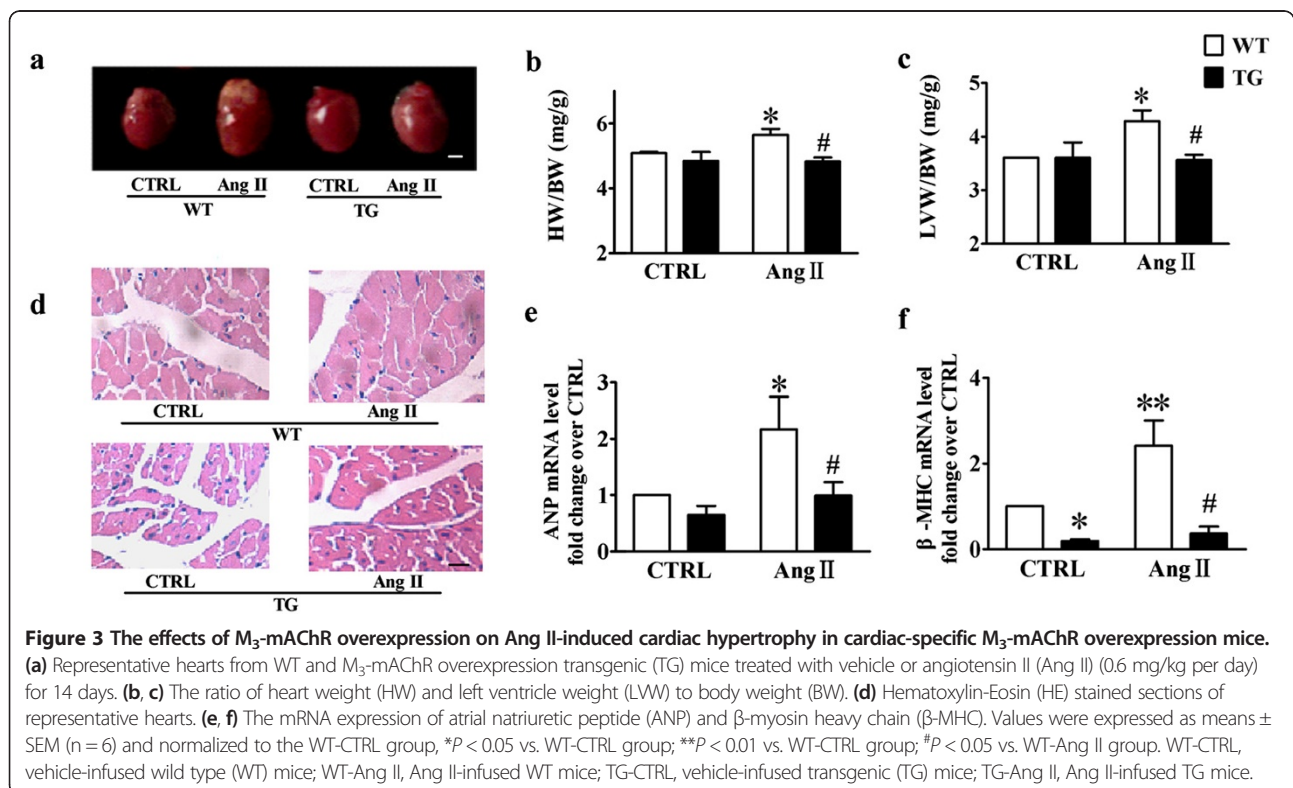 a
CTRL Ang II CTRL Ang II
WT TG
b
HW/BW (mg/g)
6
4
2
*
#
CTRL Ang Ⅱ
c
WT
TG
LVW/BW (mg/g)
5
4
3
2
*
#
CTRL Ang Ⅱ
d
CTRL Ang II
WT
CTRL Ang II
TG
e
ANP mRNA level
fold change over CTRL
3
2
1
0
*
#
CTRL Ang Ⅱ
f
β -MHC mRNA level
fold change over CTRL
4
2
0
*
**
#
CTRL Ang Ⅱ
Figure 3 The effects of M₃-mAChR overexpression on Ang II-induced cardiac hypertrophy in cardiac-specific M₃-mAChR overexpression mice.
(a) Representative hearts from WT and M₃-mAChR overexpression transgenic (TG) mice treated with vehicle or angiotensin II (Ang II) (0.6 mg/kg per day)
for 14 days. (b, c) The ratio of heart weight (HW) and left ventricle weight (LVW) to body weight (BW). (d) Hematoxylin-Eosin (HE) stained sections of
representative hearts. (e, f) The mRNA expression of atrial natriuretic peptide (ANP) and β-myosin heavy chain (β-MHC). Values were expressed as means ±
SEM (n = 6) and normalized to the WT-CTRL group, *P < 0.05 vs. WT-CTRL group; **P < 0.01 vs. WT-CTRL group; #P < 0.05 vs. WT-Ang II group. WT-CTRL,
vehicle-infused wild type (WT) mice; WT-Ang II, Ang II-infused WT mice; TG-CTRL, vehicle-infused transgenic (TG) mice; TG-Ang II, Ang II-infused TG mice.